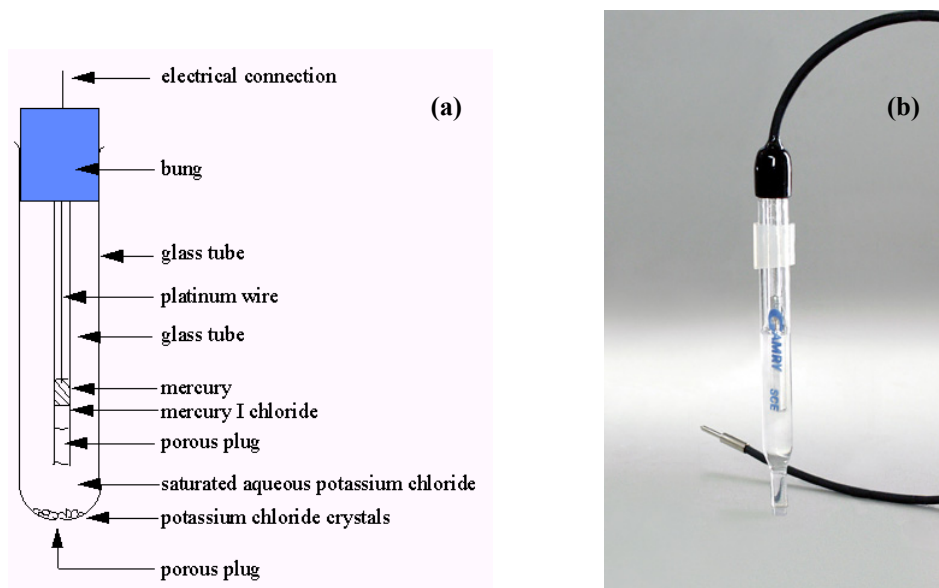 electrical connection
(a)
bung
glass tube
platinum wire
glass tube
mercury
mercury I chloride
porous plug
saturated aqueous potassium chloride
potassium chloride crystals
porous plug
(b)
GAMRY
SCE